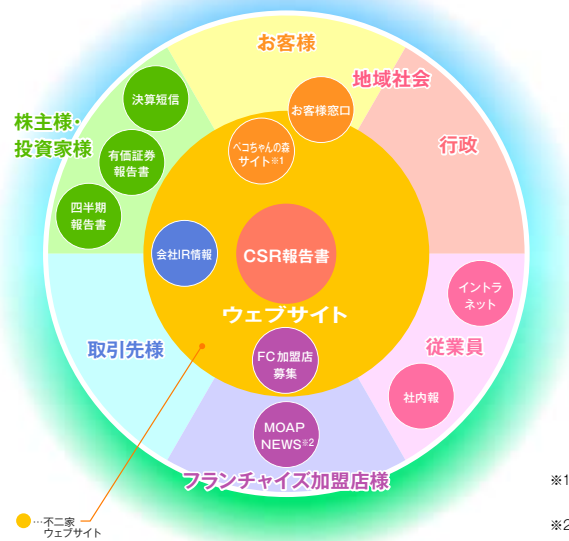 お客様
地域社会
株主様・
投資家様
行政
決算短信
お客様窓口
有価証券
報告書
ペコちゃんの森
サイト※1
四半期
報告書
会社IR情報
CSR報告書
ウェブサイト
イントラ
ネット
取引先様
従業員
FC加盟店
募集
社内報
MOAP
NEWS※2
フランチャイズ加盟店様
※1
※2
…不二家
ウェブサイト